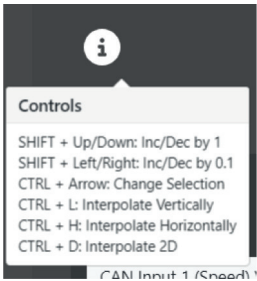 i
Controls
SHIFT + Up/Down: Inc/Dec by 1
SHIFT + Left/Right: Inc/Dec by 0.1
CTRL + Arrow: Change Selection
CTRL + L: Interpolate Vertically
CTRL + H: Interpolate Horizontally
CTRL + D: Interpolate 2D
CAN Input 1 (Speed)